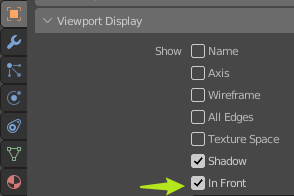 Viewport Display
Show Name
Axis
Wireframe
All Edges
Texture Space
Shadow
In Front